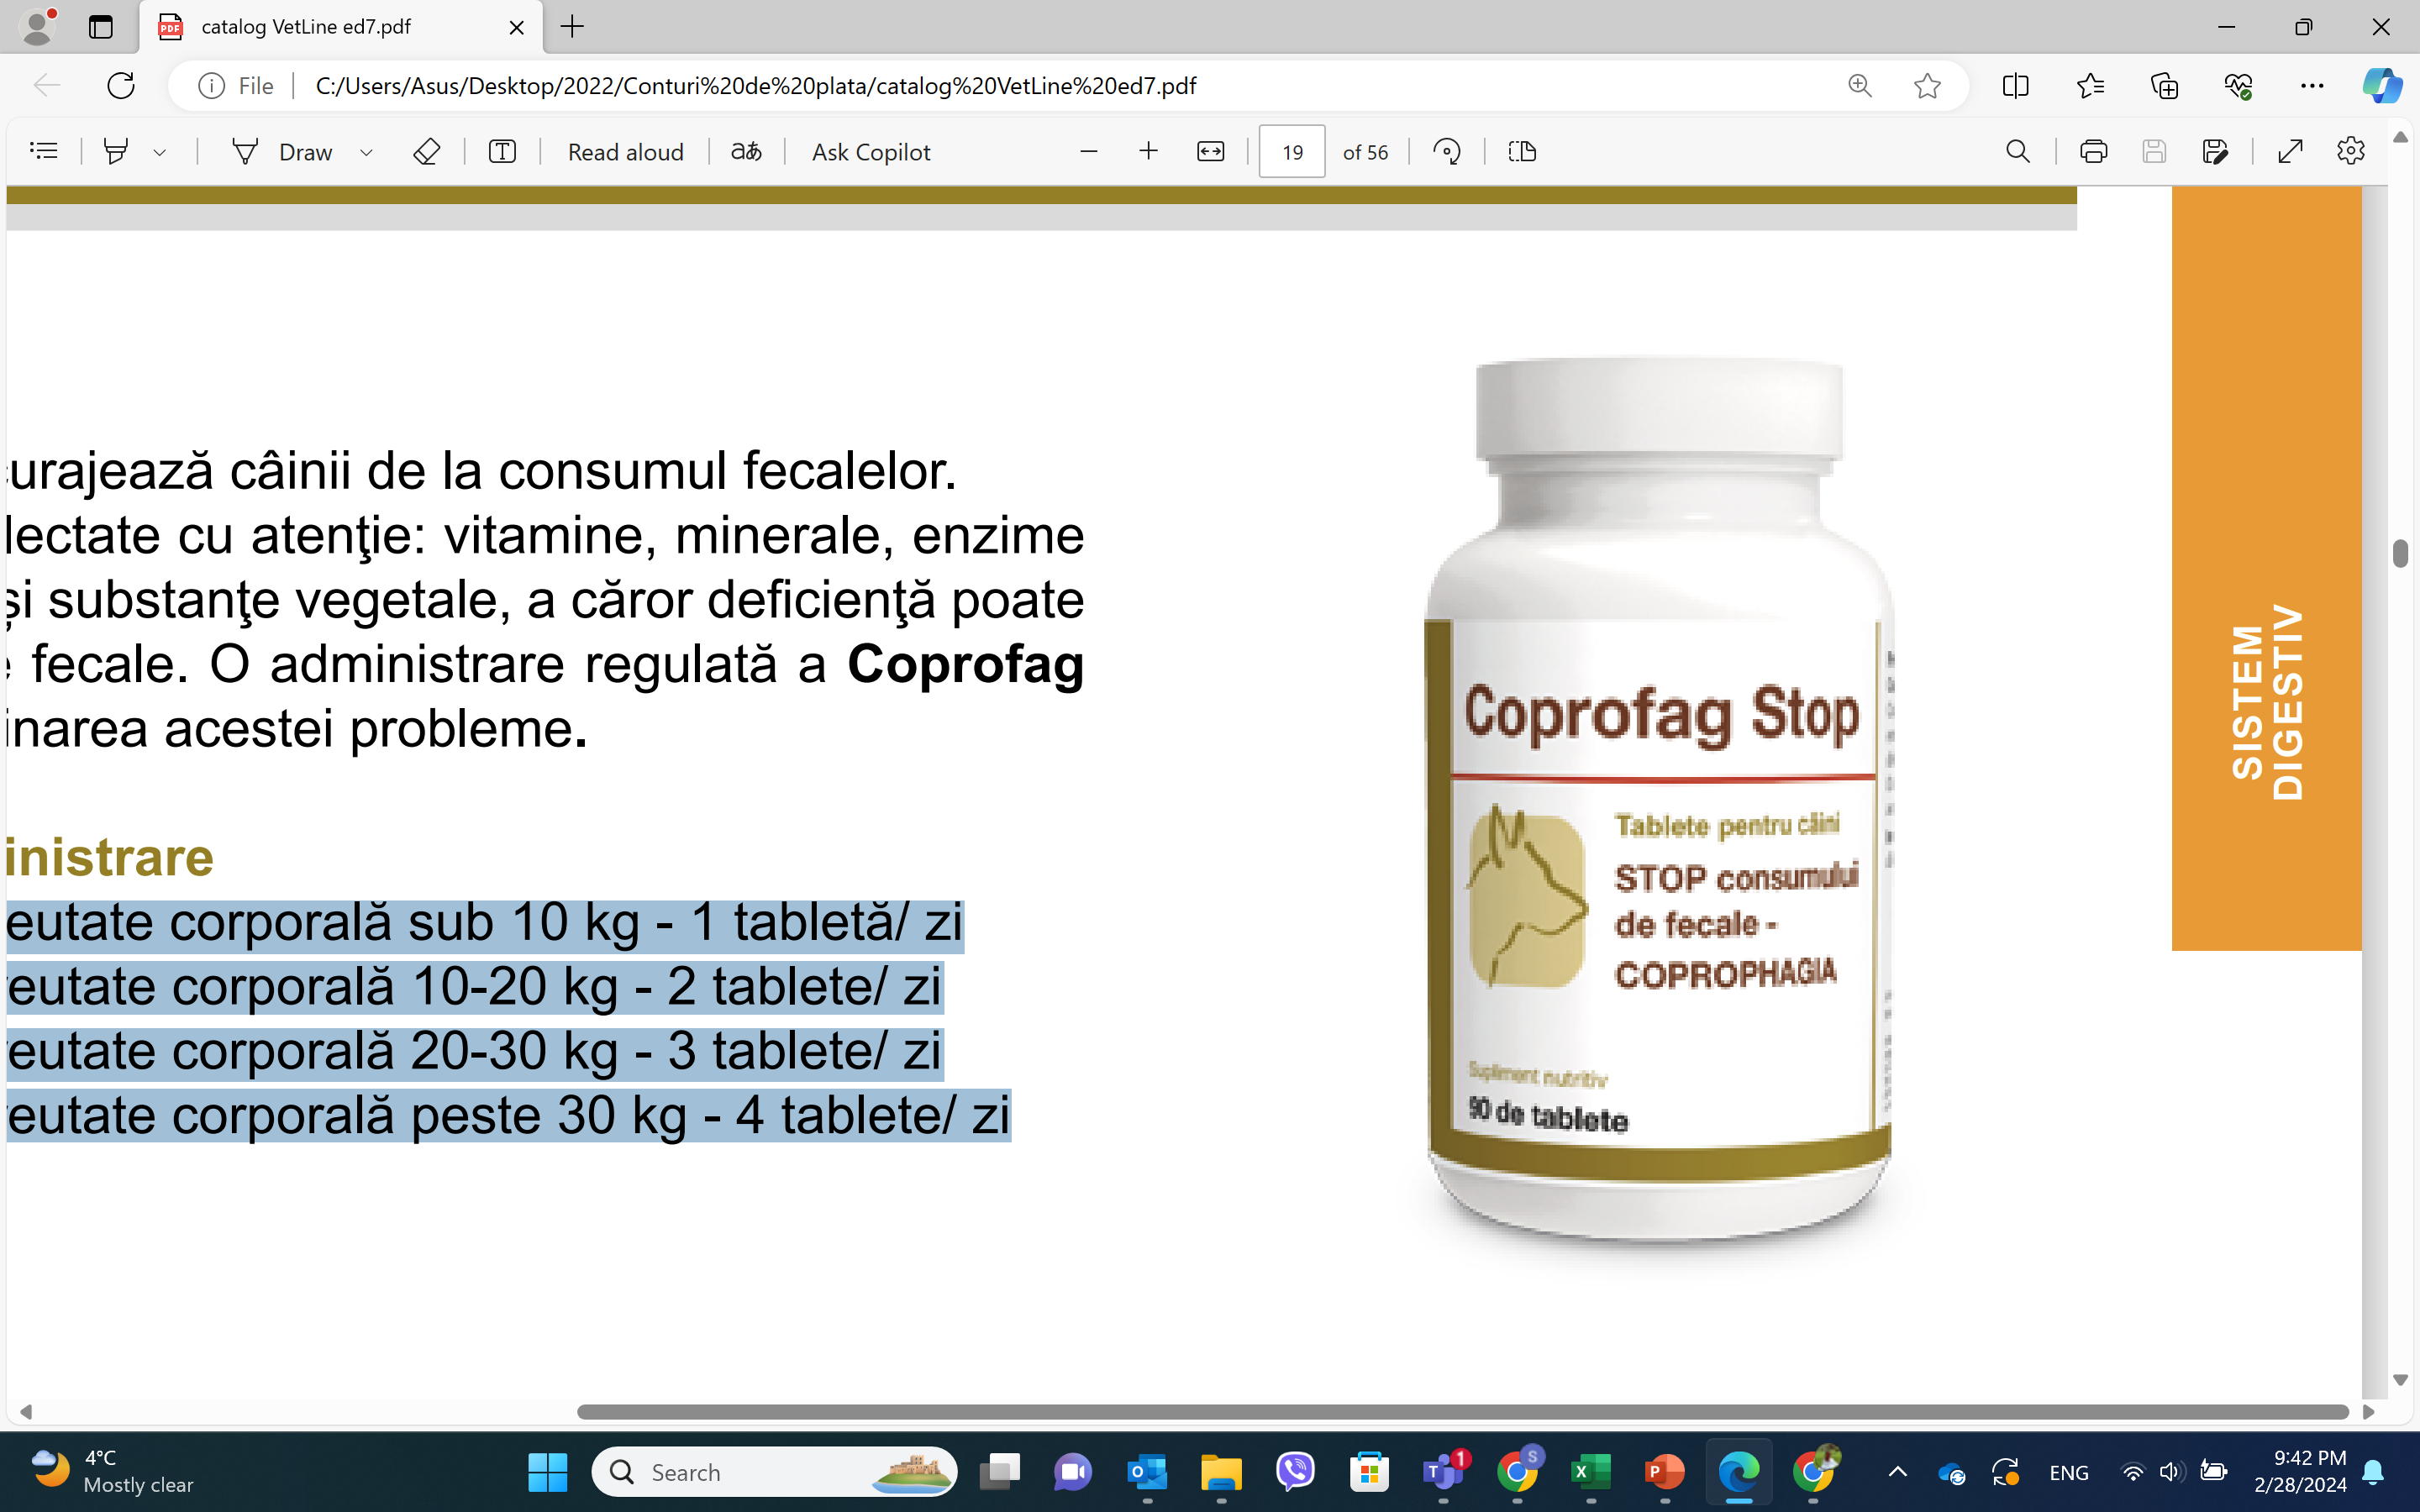 catalog VetLine ed7.pdf
File
C:/Users/Asus/Desktop/2022/Conturi%20de%20plata/catalog%20VetLine%20ed7.pdf
Draw
Read aloud
aあ
Ask Copilot
19 of 56
urajează câinii de la consumul fecalelor.
lectate cu atenţie: vitamine, minerale, enzime
și substanţe vegetale, a căror deficienţă poate
fecale. O administrare regulată a Coprofag
inarea acestei probleme.
inistrare
eutate corporală sub 10 kg - 1 tabletă/ zi
eutate corporală 10-20 kg - 2 tablete/ zi
eutate corporală 20-30 kg - 3 tablete/ zi
eutate corporală peste 30 kg - 4 tablete/ zi
Coprofag Stop
Tablete pentru câini
STOP consumului
de fecale -
COPROPHAGIA
Supliment nutritiv
90 de tablete
SISTEM
DIGESTIV
4°C
Mostly clear
Search
1
S
ENG
9:42 PM
2/28/2024